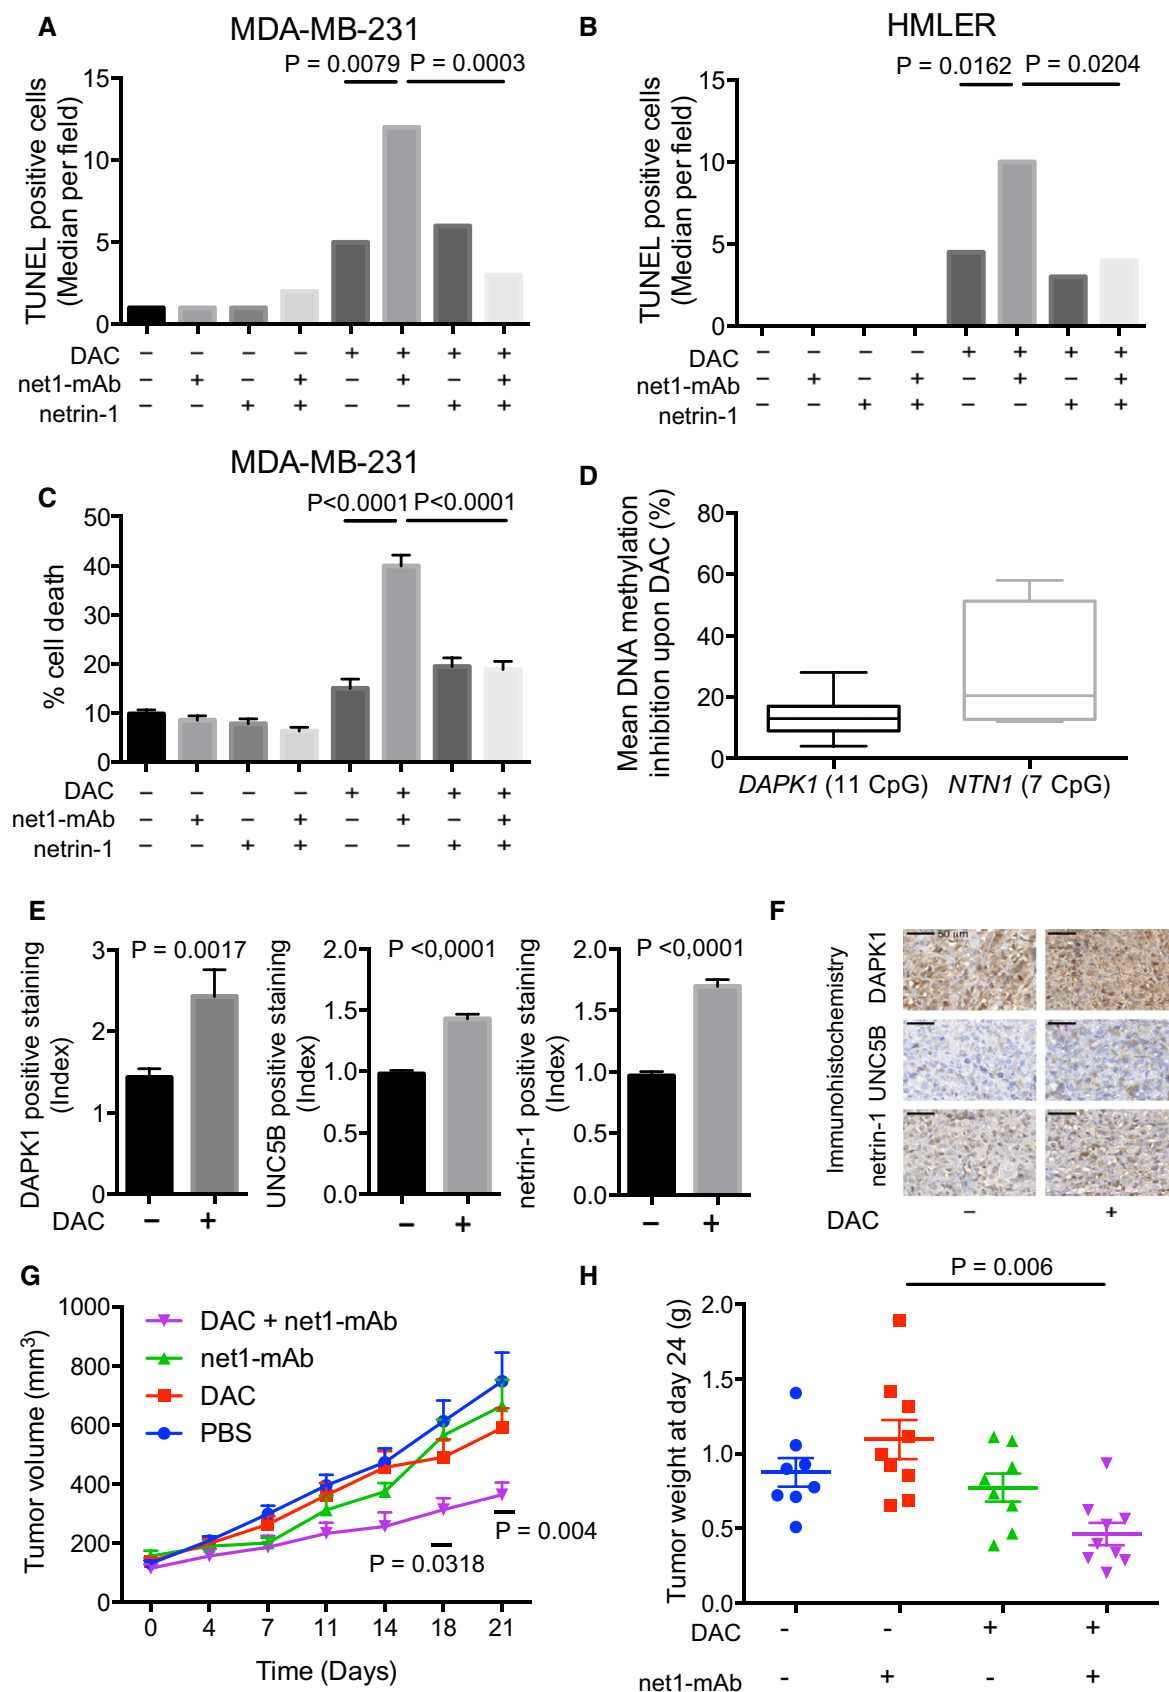 A
MDA-MB-231
P = 0.0079 P = 0.0003
TUNEL positive cells
(Median per field)
15
10
5
0
DAC − − − − + + + +
net1-mAb − + − + − + − +
netrin-1 − − + + − − + +
B
HMLER
P = 0.0162 P = 0.0204
TUNEL positive cells
(Median per field)
15
10
5
0
DAC − − − − + + + +
net1-mAb − + − + − + − +
netrin-1 − − + + − − + +
C
MDA-MB-231
P<0.0001 P<0.0001
% cell death
50
40
30
20
10
0
DAC − − − − + + + +
net1-mAb − + − + − + − +
netrin-1 − − + + − − + +
D
Mean DNA methylation
inhibition upon DAC (%)
80
60
40
20
0
DAPK1 (11 CpG) NTN1 (7 CpG)
E
P = 0.0017
DAPK1 positive staining
(Index)
3
2
1
0
DAC − +
P <0,0001
UNC5B positive staining
(Index)
2.0
1.5
1.0
0.5
0.0
− +
P <0,0001
netrin-1 positive staining
(Index)
2.0
1.5
1.0
0.5
0.0
− +
F
Immunohistochemistry
DAPK1
UNC5B
netrin-1
50 µm
DAC − +
G
Tumor volume (mm³)
1000
800
600
400
200
0
DAC + net1-mAb
net1-mAb
DAC
PBS
P = 0.004
P = 0.0318
0 4 7 11 14 18 21
Time (Days)
H
P = 0.006
Tumor weight at day 24 (g)
2.0
1.5
1.0
0.5
0.0
DAC - - + +
net1-mAb - + - +